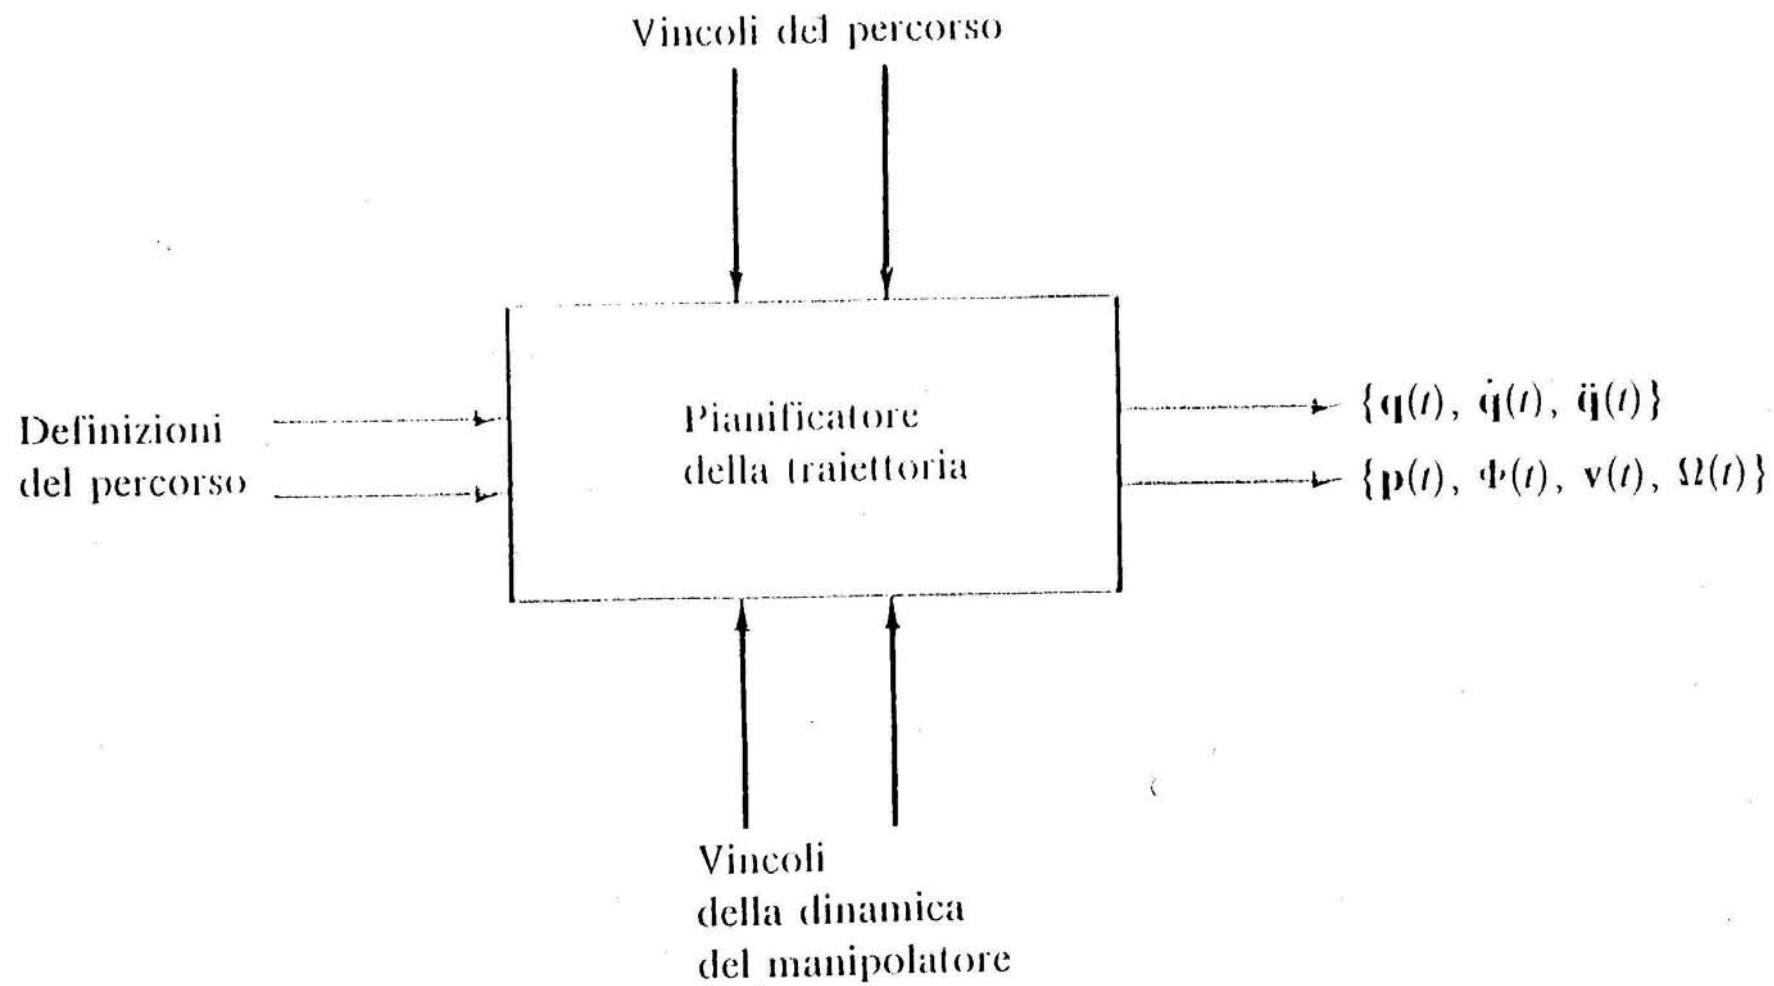 Vincoli del percorso
Definizioni
del percorso
Pianificatore
della traiettoria
{q(t), q̇(t), q̈(t)}
{p(t), Φ(t), v(t), Ω(t)}
Vincoli
della dinamica
del manipolatore